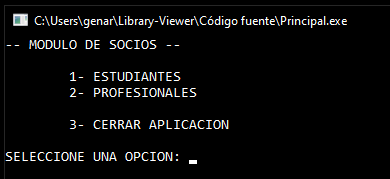 C:\Users\genar\Library-Viewer\Código fuente\Principal.exe
-- MODULO DE SOCIOS --
1- ESTUDIANTES
2- PROFESIONALES
3- CERRAR APLICACION
SELECCIONE UNA OPCION: